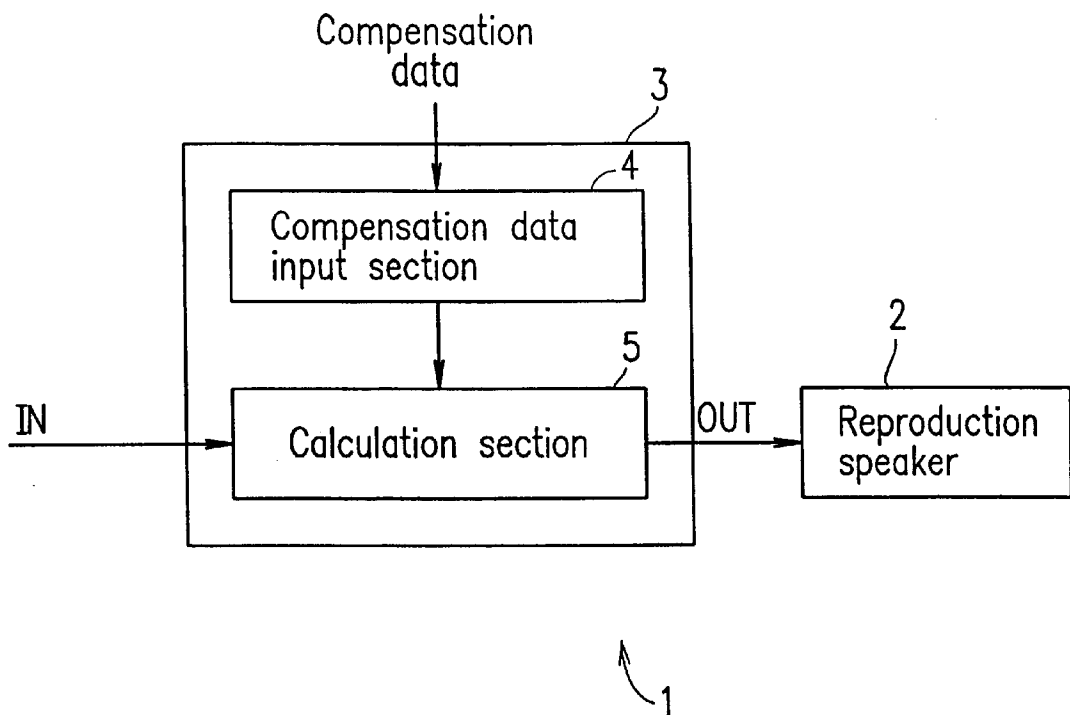 Compensation
data
3
4
Compensation data
input section
5
2
IN
Calculation section
OUT
Reproduction
speaker
1